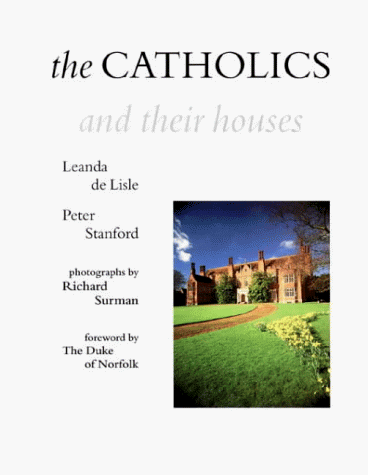 the CATHOLICS
and their houses
Leanda
de Lisle
Peter
Stanford
photographs by
Richard
Surman
foreword by
The Duke
of Norfolk